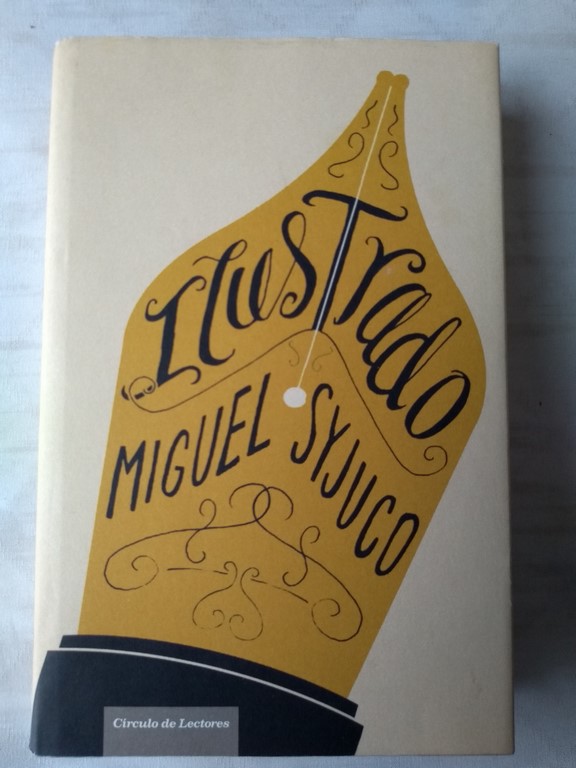 Ilustrado
MIGUEL SYJUCO
Círculo de Lectores